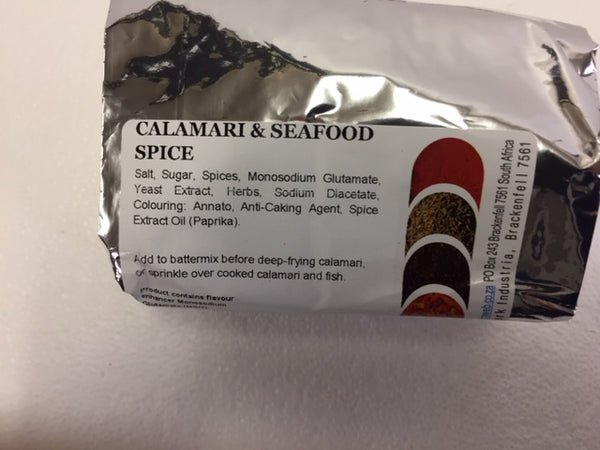 CALAMARI & SEAFOOD
SPICE
Salt, Sugar, Spices, Monosodium Glutamate,
Yeast Extract, Herbs, Sodium Diacetate,
Colouring: Annato, Anti-Caking Agent, Spice
Extract Oil (Paprika).
Add to battermix before deep-frying calamari,
or sprinkle over cooked calamari and fish.
product contains flavour
enhancer Monosodium
PO Box 243 Brackenfell 7561 South Africa
Industria, Brackenfell 7561